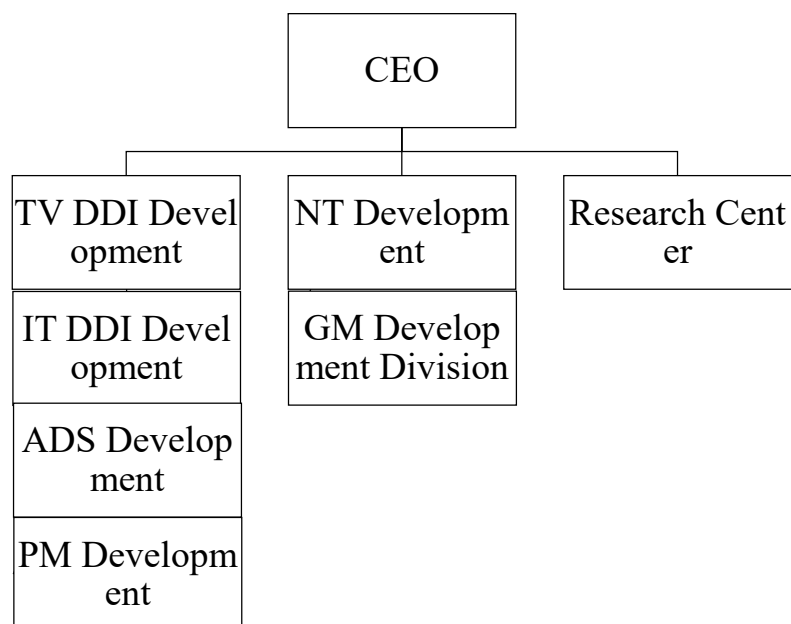 CEO
TV DDI Devel
opment
NT Developm
ent
Research Cent
er
IT DDI Devel
opment
GM Develop
ment Division
ADS Develop
ment
PM Developm
ent